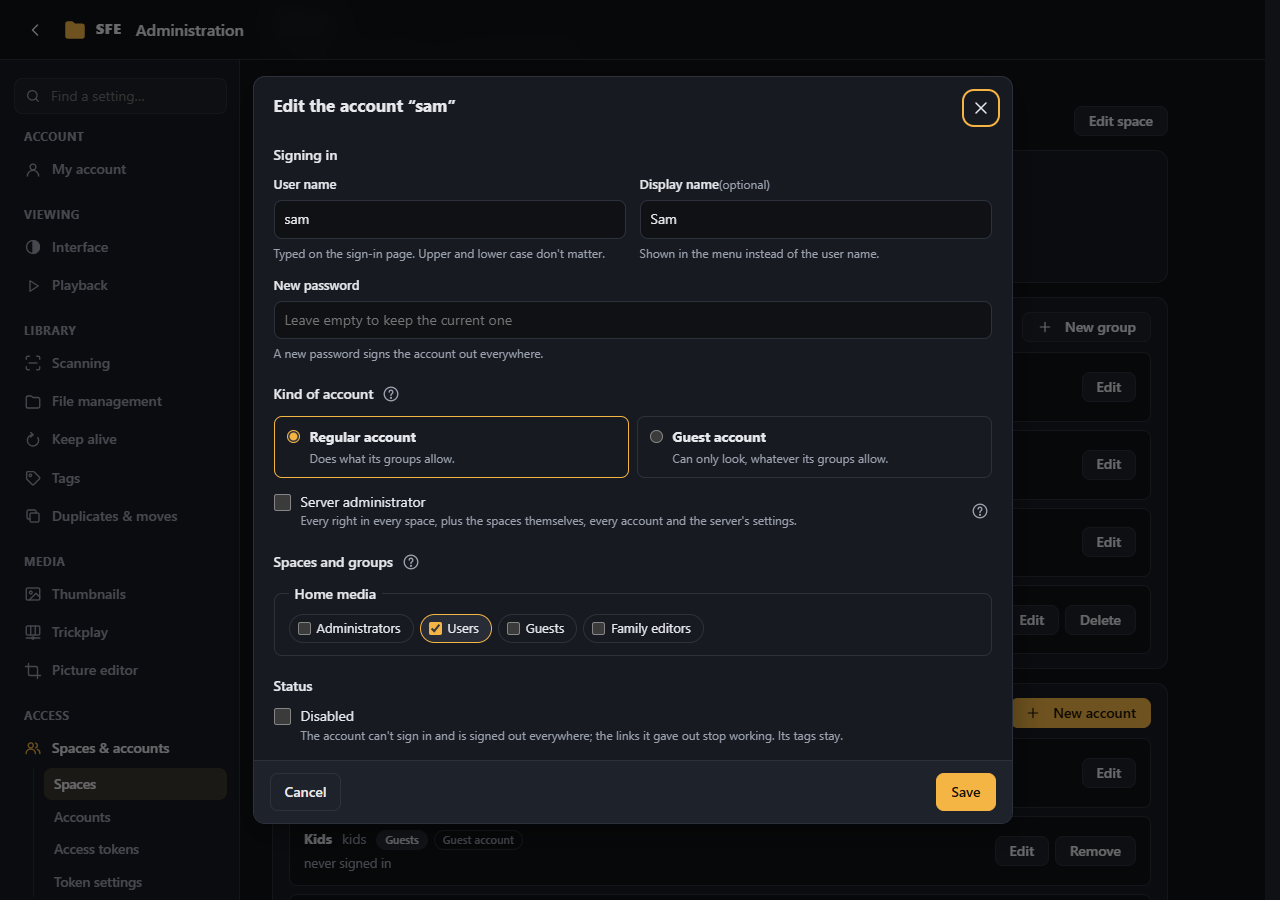 SFE Administration
Find a setting...
ACCOUNT
My account
VIEWING
Interface
Playback
LIBRARY
Scanning
File management
Keep alive
Tags
Duplicates & moves
MEDIA
Thumbnails
Trickplay
Picture editor
ACCESS
Spaces & accounts
Spaces
Accounts
Access tokens
Token settings
Edit space
New group
Edit
Edit
Edit
Edit Delete
New account
Edit
Kids kids Guests Guest account
never signed in
Edit Remove
Edit the account “sam”
Signing in
User name
sam
Typed on the sign-in page. Upper and lower case don't matter.
Display name(optional)
Sam
Shown in the menu instead of the user name.
New password
Leave empty to keep the current one
A new password signs the account out everywhere.
Kind of account
Regular account
Does what its groups allow.
Guest account
Can only look, whatever its groups allow.
Server administrator
Every right in every space, plus the spaces themselves, every account and the server's settings.
Spaces and groups
Home media
Administrators Users Guests Family editors
Status
Disabled
The account can't sign in and is signed out everywhere; the links it gave out stop working. Its tags stay.
Cancel
Save